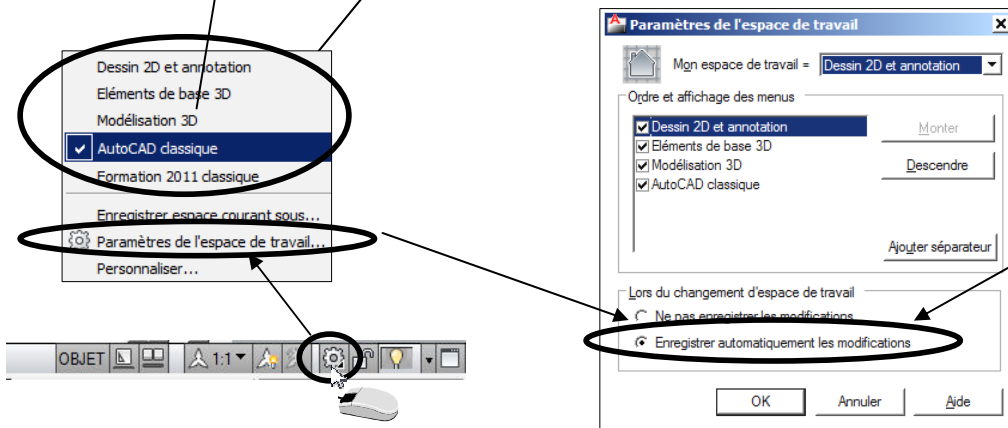 Dessin 2D et annotation
Eléments de base 3D
Modélisation 3D
AutoCAD classique
Formation 2011 classique
Enregistrer espace courant sous...
Paramètres de l'espace de travail...
Personnaliser...
OBJET
1:1
Paramètres de l'espace de travail
Mon espace de travail = Dessin 2D et annotation
Ordre et affichage des menus
Dessin 2D et annotation
Eléments de base 3D
Modélisation 3D
AutoCAD classique
Monter
Descendre
Ajouter séparateur
Lors du changement d'espace de travail
Ne pas enregistrer les modifications
Enregistrer automatiquement les modifications
OK
Annuler
Aide